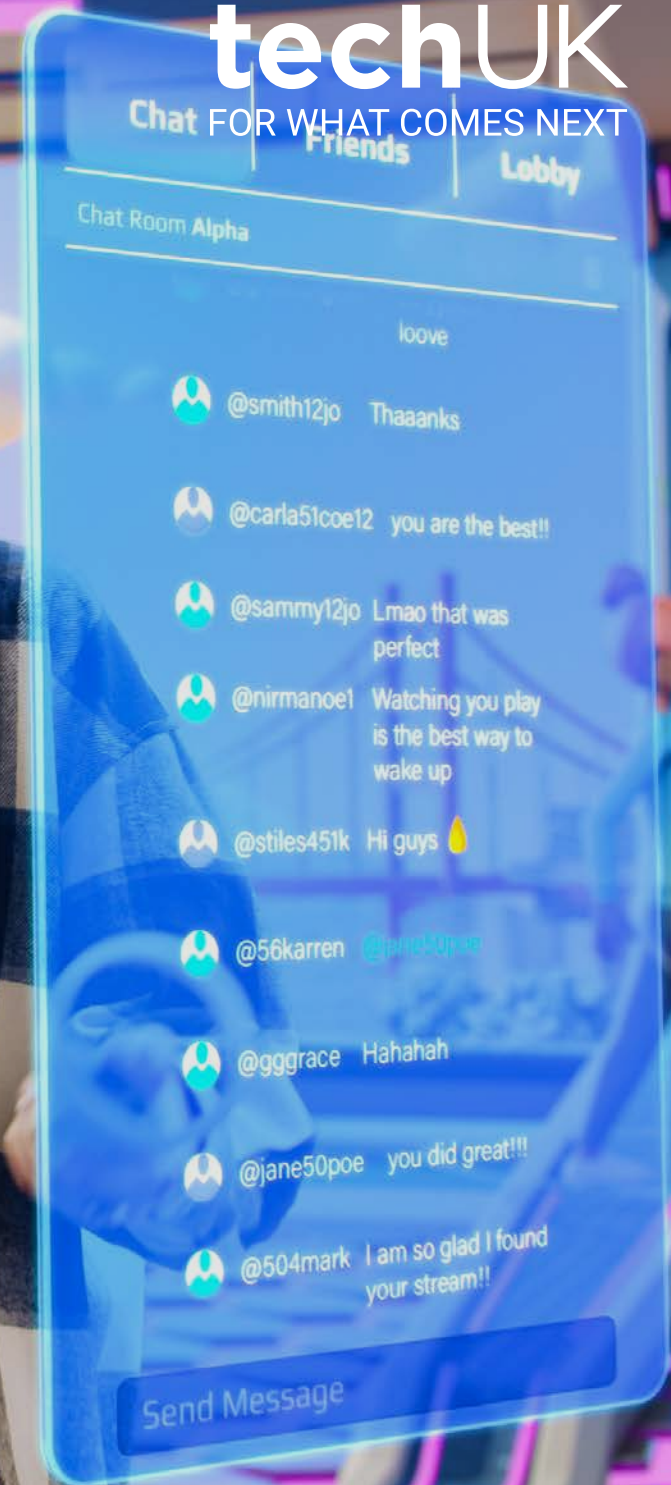 techUK
FOR WHAT COMES NEXT
Chat Friends Lobby
Chat Room Alpha
loove
@smith12jo Thaaanks
@carla51coe12 you are the best!!
@sammy12jo Lmao that was
perfect
@nirmanoe1 Watching you play
is the best way to
wake up
@stiles451k Hi guys
@56karren @jane50poe
@gggrace Hahahah
@jane50poe you did great!!!
@504mark I am so glad I found
your stream!!
Send Message